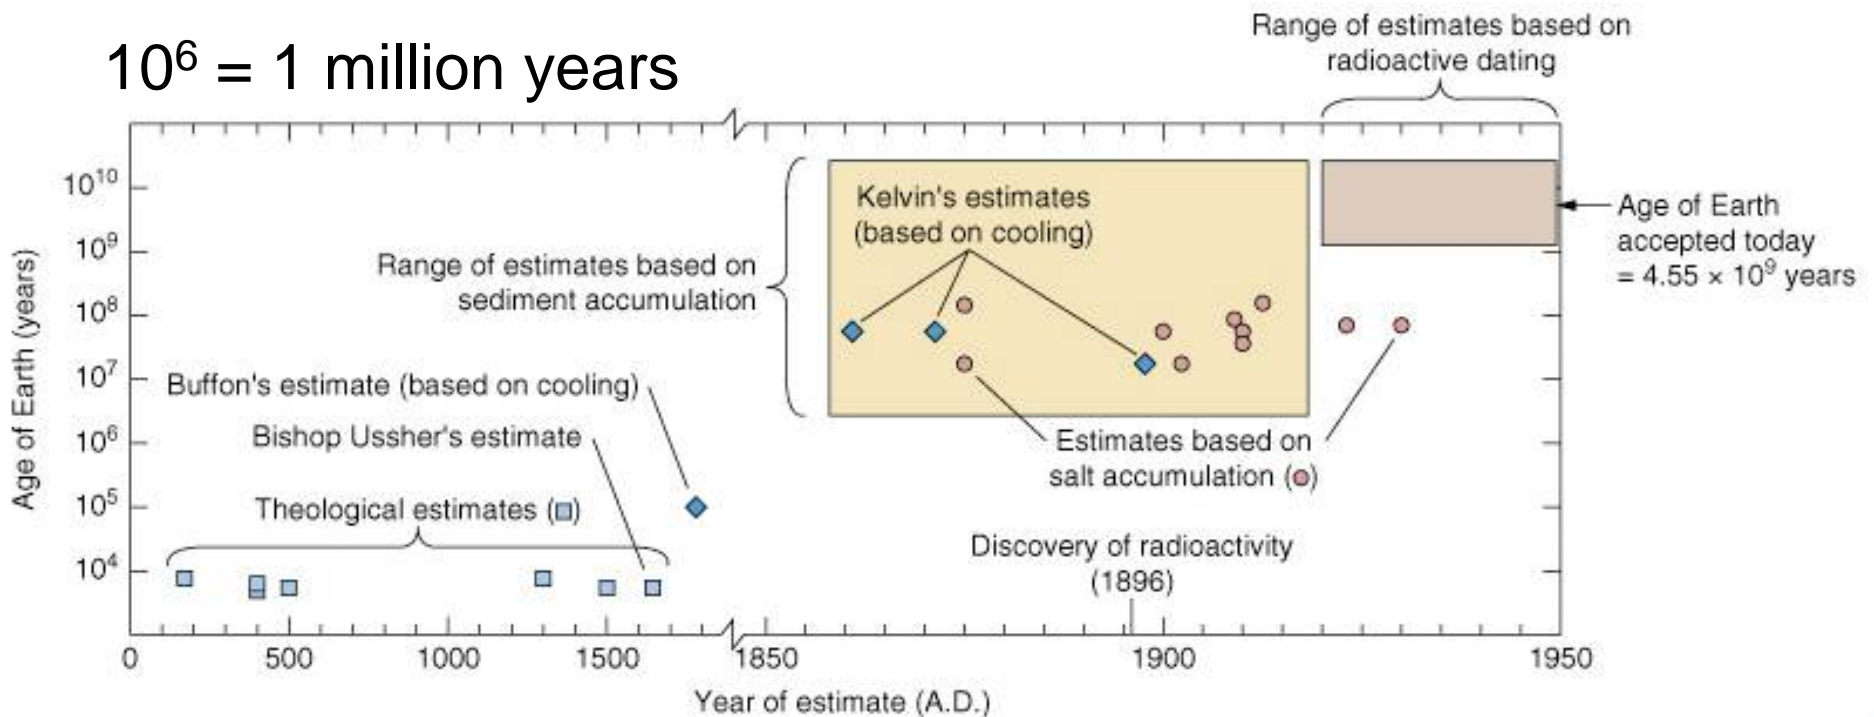 10⁶ = 1 million years
Range of estimates based on
radioactive dating
10¹⁰
10⁹
10⁸
10⁷
10⁶
10⁵
10⁴
Age of Earth (years)
Kelvin's estimates
(based on cooling)
Range of estimates based on
sediment accumulation
Age of Earth
accepted today
= 4.55 × 10⁹ years
Buffon's estimate (based on cooling)
Bishop Ussher's estimate
Theological estimates ( )
Estimates based on
salt accumulation ( )
Discovery of radioactivity
(1896)
0 500 1000 1500 1850 1900 1950
Year of estimate (A.D.)